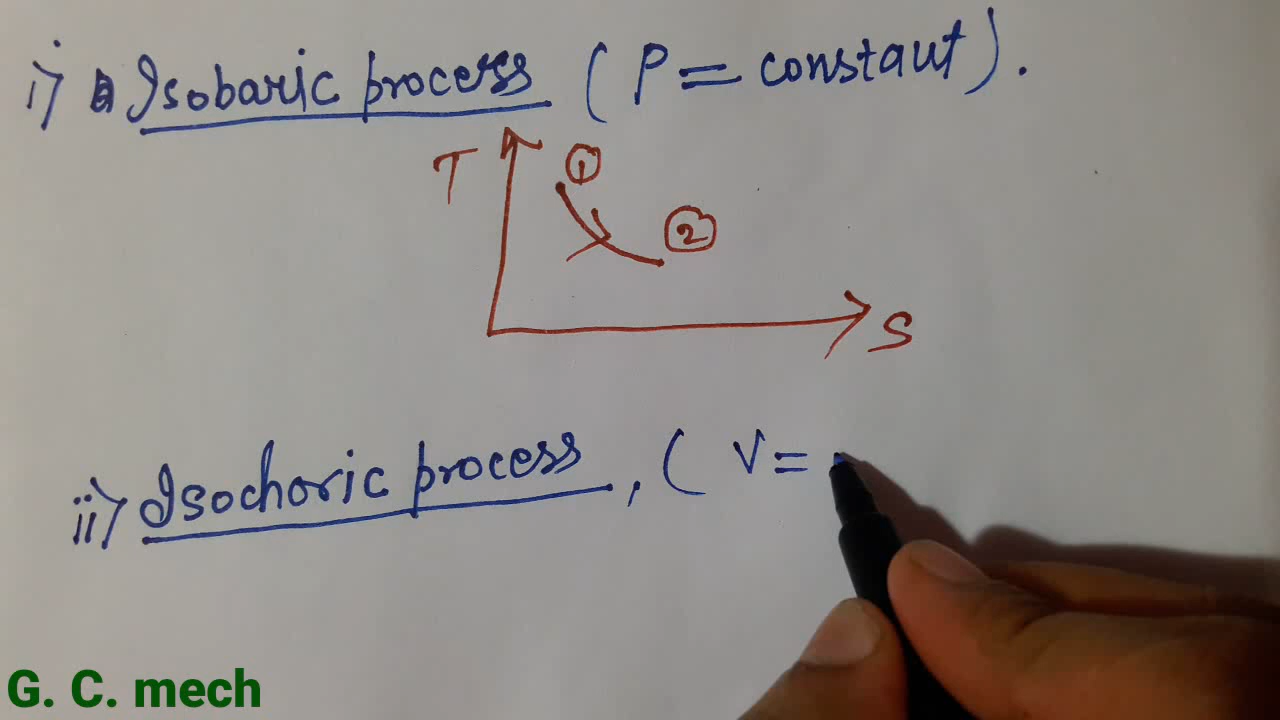 i) Isobaric process ( P = constant ).
T
1
2
S
ii) Isochoric process, ( V =
G. C. mech